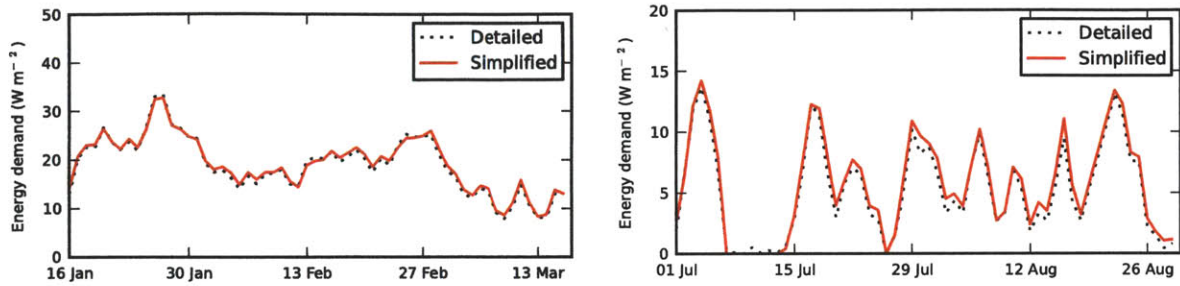 50
40
30
20
10
0
Energy demand (W m⁻²)
Detailed
Simplified
16 Jan
30 Jan
13 Feb
27 Feb
13 Mar
20
15
10
5
0
Energy demand (W m⁻²)
Detailed
Simplified
01 Jul
15 Jul
29 Jul
12 Aug
26 Aug